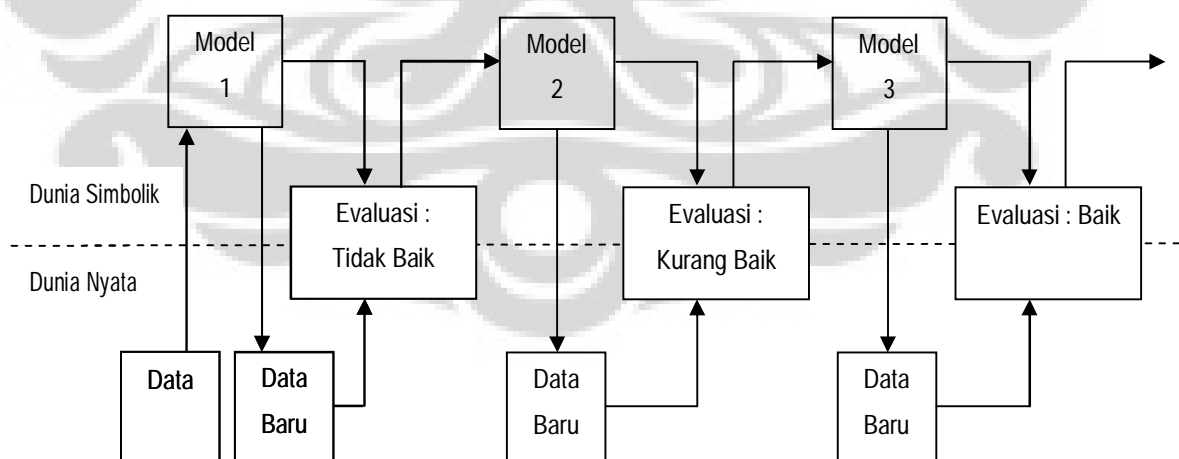 Model
1
Model
2
Model
3
Dunia Simbolik
Evaluasi :
Tidak Baik
Evaluasi :
Kurang Baik
Evaluasi : Baik
Dunia Nyata
Data
Data
Baru
Data
Baru
Data
Baru